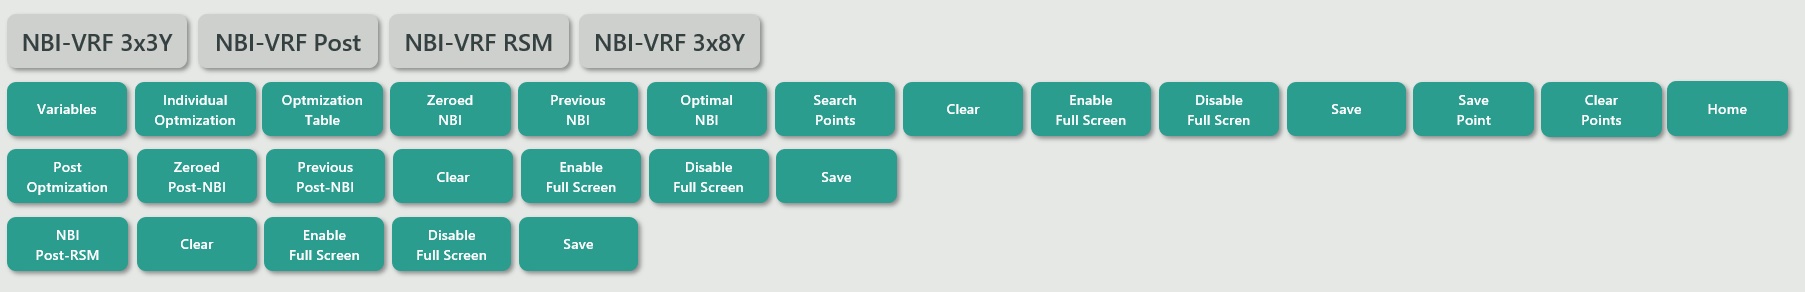 NBI-VRF 3x3Y NBI-VRF Post NBI-VRF RSM NBI-VRF 3x8Y
Variables Individual Optmization Optmization Table Zeroed NBI Previous NBI Optimal NBI Search Points Clear Enable Full Screen Disable Full Scren Save Save Point Clear Points Home
Post Optmization Zeroed Post-NBI Previous Post-NBI Clear Enable Full Screen Disable Full Screen Save
NBI Post-RSM Clear Enable Full Screen Disable Full Screen Save